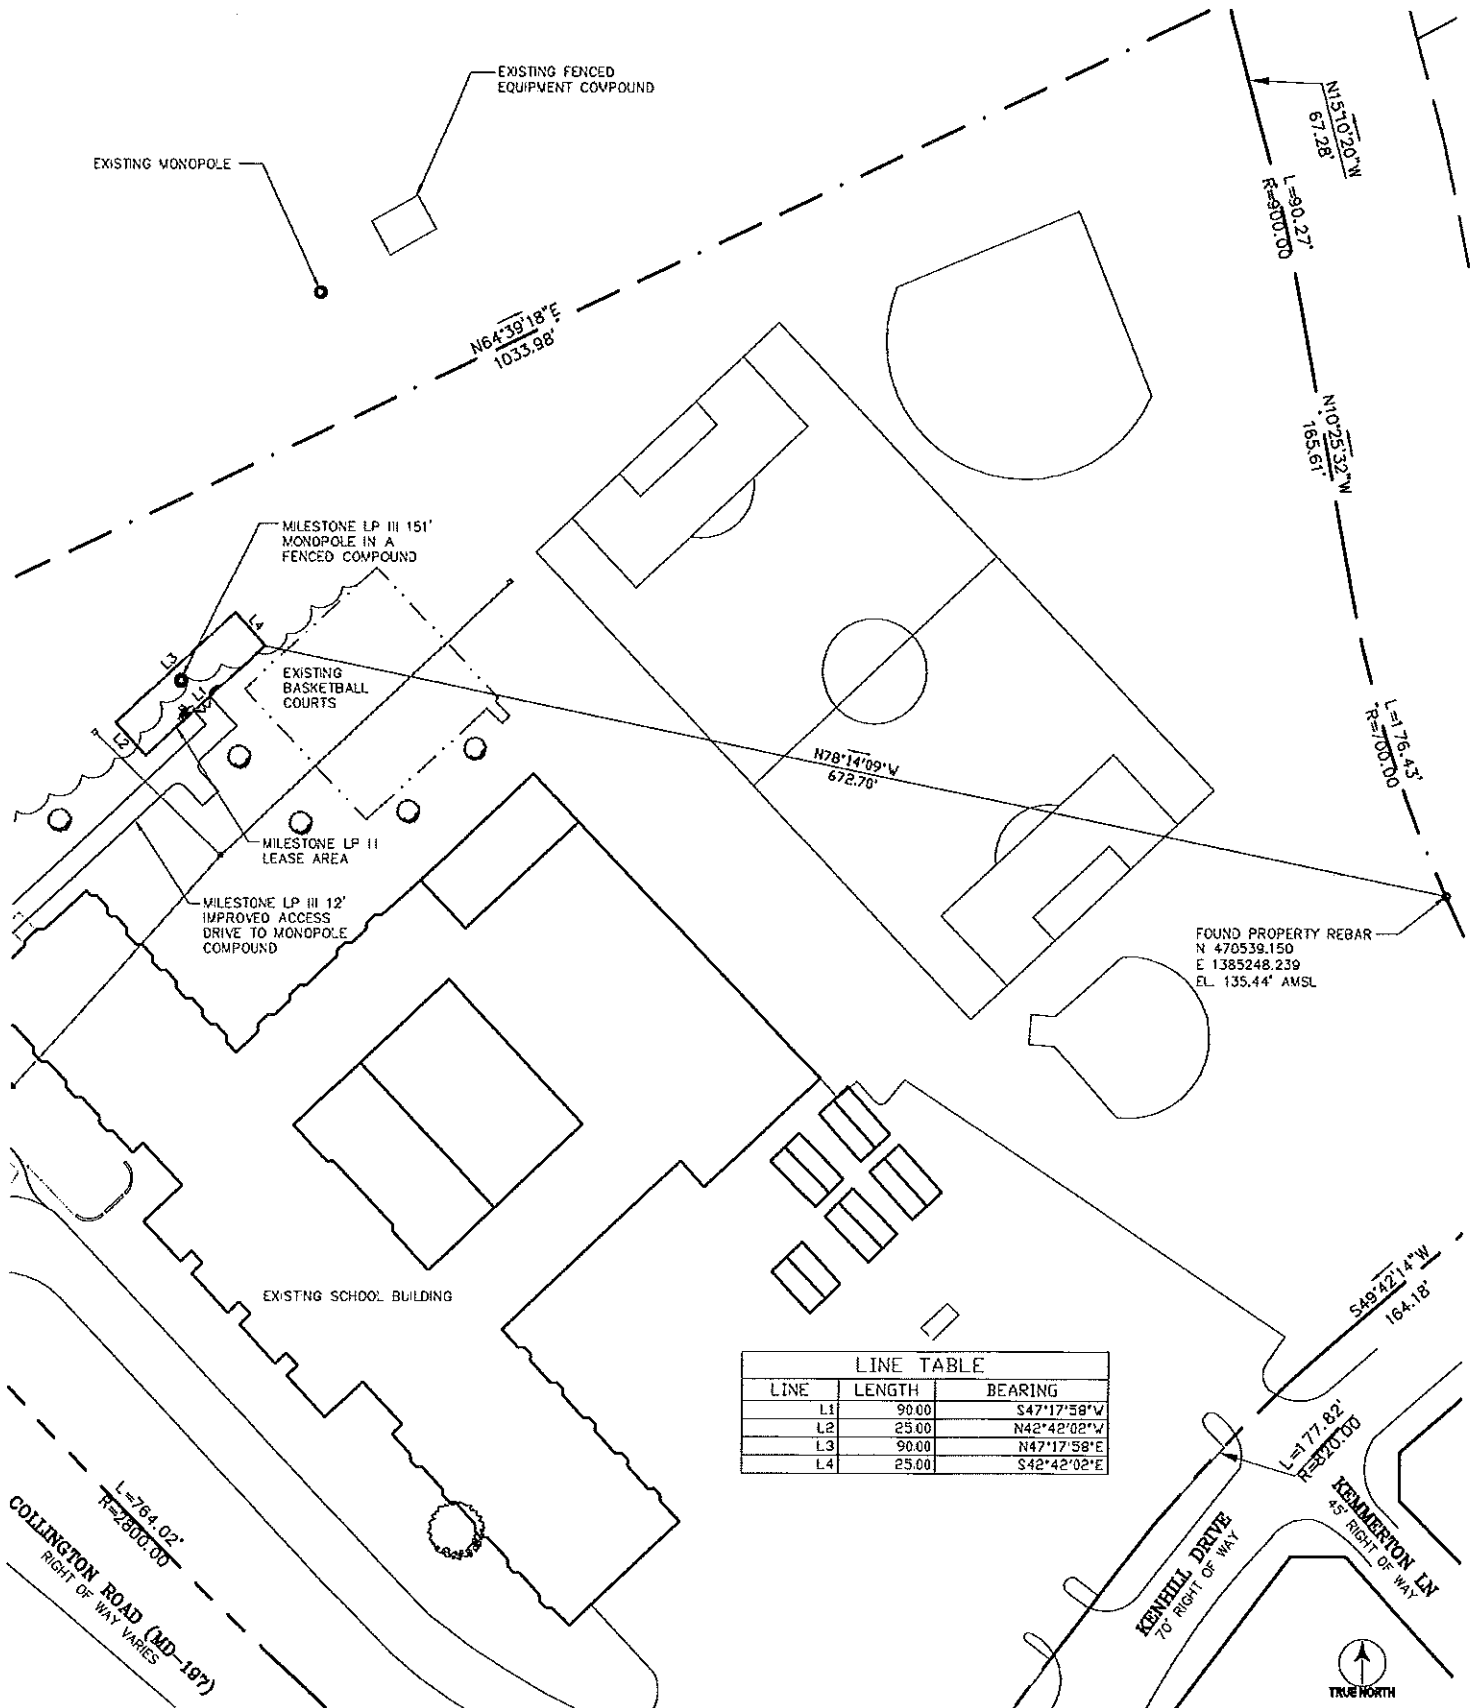 EXISTING FENCED
EQUIPMENT COMPOUND
EXISTING MONOPOLE
N15°10'20"W
67.28'
L=90.27'
R=900.00
N64°39'18"E
1033.98'
N10°25'32"W
165.61'
MILESTONE LP III 151'
MONOPOLE IN A
FENCED COMPOUND
L4
L3
L1
L2
EXISTING
BASKETBALL
COURTS
L=176.43'
R=700.00
N78°14'09"W
672.70'
MILESTONE LP II
LEASE AREA
MILESTONE LP III 12'
IMPROVED ACCESS
DRIVE TO MONOPOLE
COMPOUND
FOUND PROPERTY REBAR
N 470539.150
E 1385248.239
EL. 135.44' AMSL
EXISTNG SCHOOL BUILDING
S49°42'14"W
164.18'
LINE TABLE
LINE LENGTH BEARING
L1 90.00 S47°17'58"W
L2 25.00 N42°42'02"W
L3 90.00 N47°17'58"E
L4 25.00 S42°42'02"E
L=177.82'
R=820.00
L=764.02'
R=2800.00
COLLINGTON ROAD (MD-197)
RIGHT OF WAY VARIES
KENHILL DRIVE
70' RIGHT OF WAY
KEMMERTON LN
45' RIGHT OF WAY
TRUE NORTH